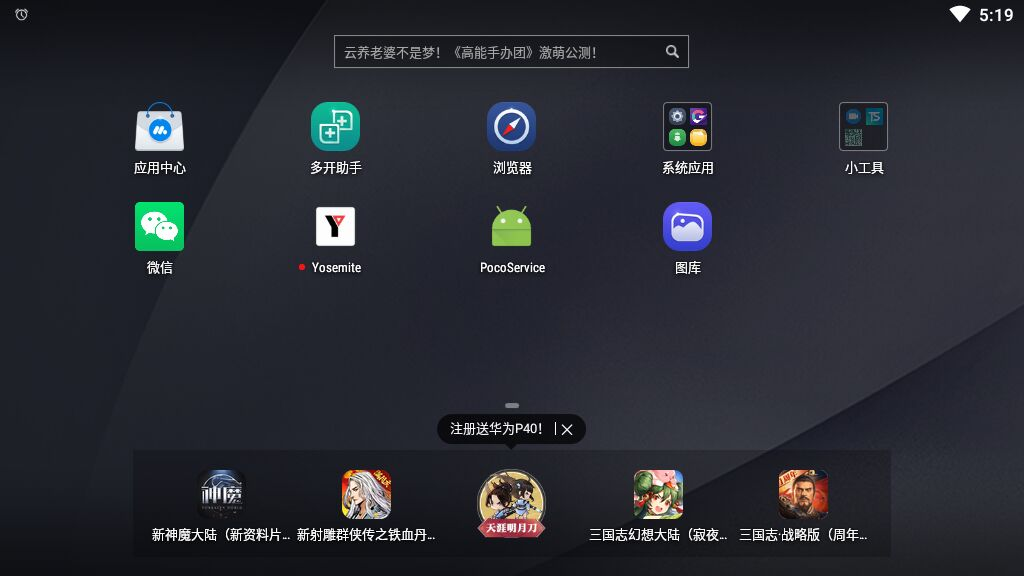 5:19
云养老婆不是梦！《高能手办团》激萌公测！
应用中心
多开助手
浏览器
系统应用
小工具
TS
微信
Yosemite
PocoService
图库
注册送华为P40！
神魔
天涯明月刀
新神魔大陆（新资料片...
新射雕群侠传之铁血丹...
三国志幻想大陆（寂夜...
三国志·战略版（周年...